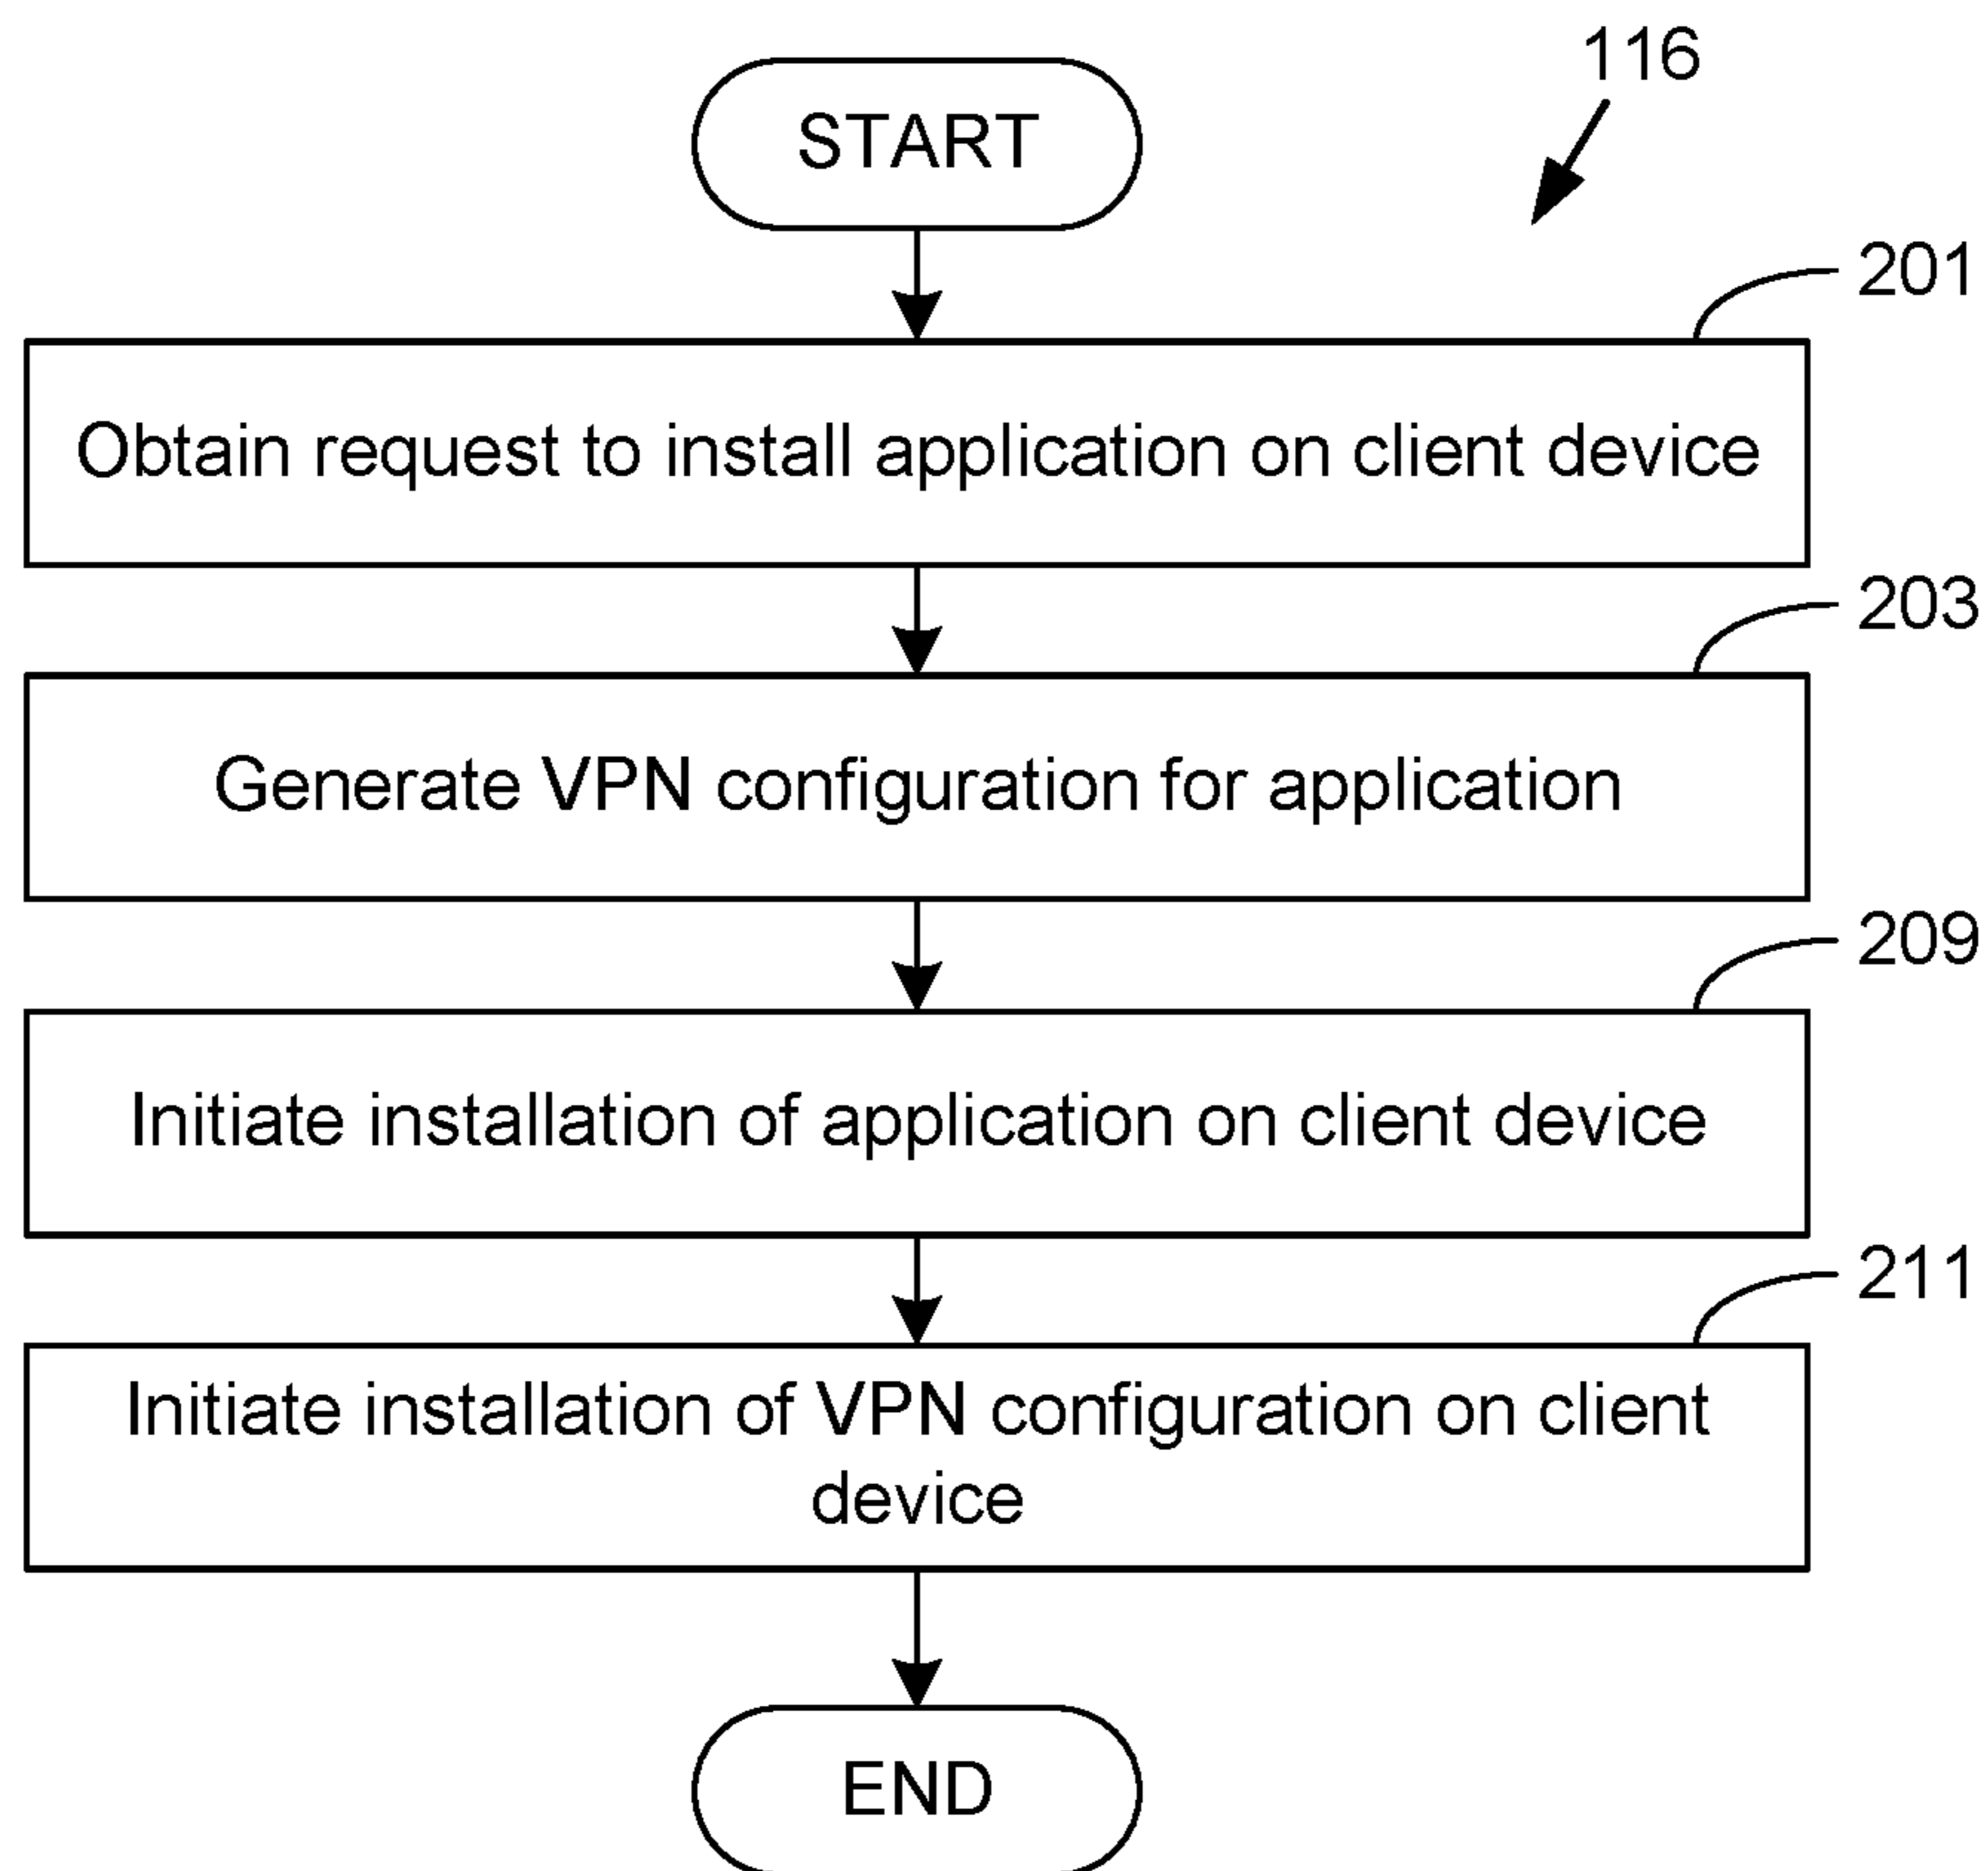 116
START
201
Obtain request to install application on client device
203
Generate VPN configuration for application
209
Initiate installation of application on client device
211
Initiate installation of VPN configuration on client
device
END